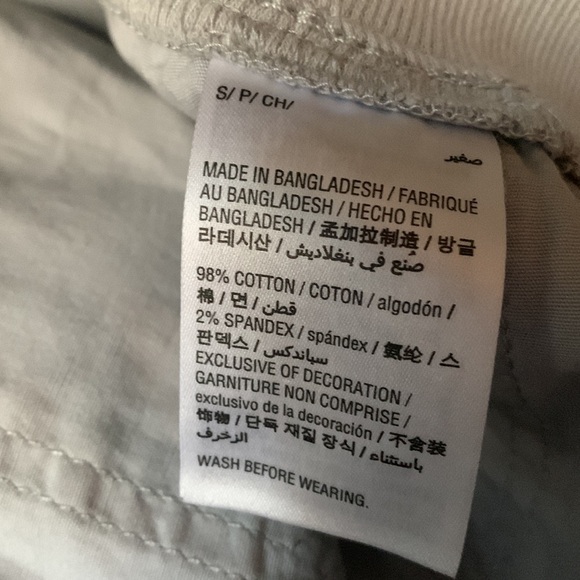 S/ P/ CH/
صغير
MADE IN BANGLADESH / FABRIQUÉ
AU BANGLADESH / HECHO EN
BANGLADESH / 孟加拉制造 / 방글
라데시산 / صُنع في بنغلاديش
98% COTTON / COTON / algodón /
棉 / 면 / قطن
2% SPANDEX / spándex / 氨纶 / 스
판덱스 / سباندكس
EXCLUSIVE OF DECORATION /
GARNITURE NON COMPRISE /
exclusivo de la decoración / 不含装
饰物 / 단독 재질 장식 / باستثناء
الزخرف
WASH BEFORE WEARING.